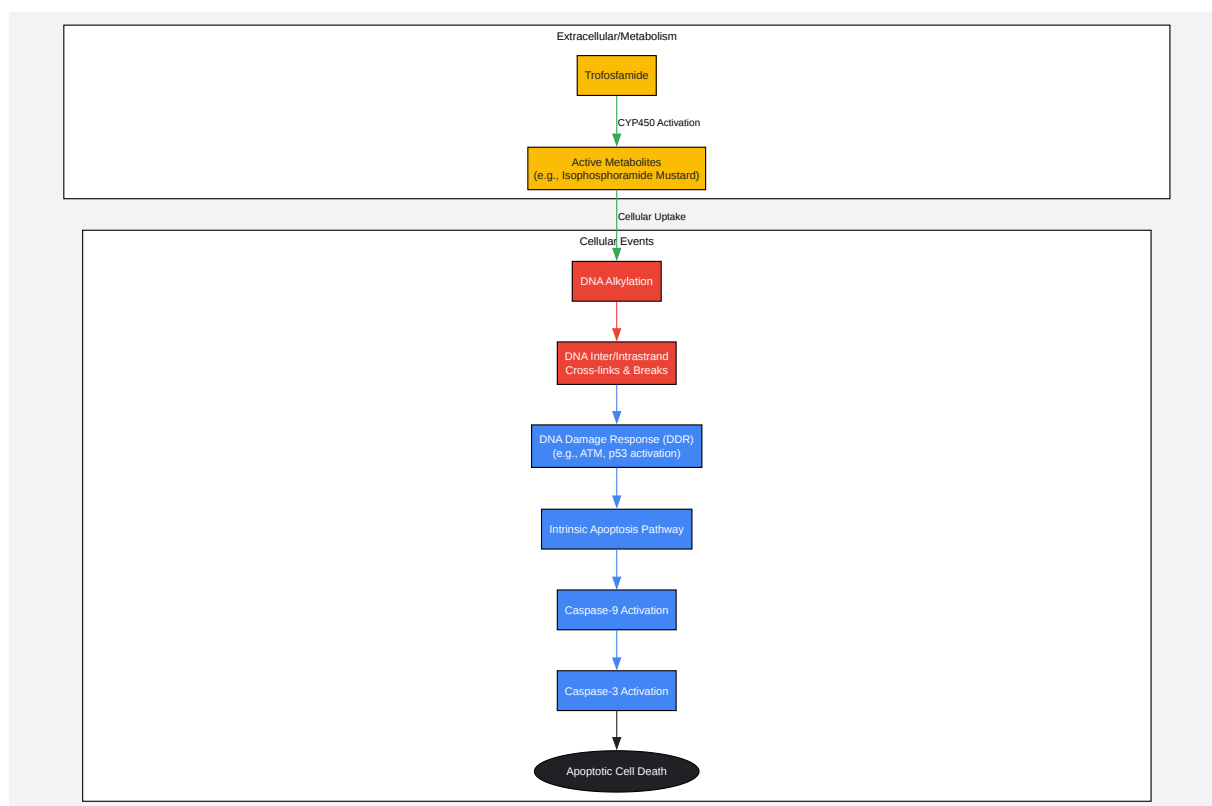 Extracellular/Metabolism
Trofosfamide
CYP450 Activation
Active Metabolites
(e.g., Isophosphoramide Mustard)
Cellular Uptake
Cellular Events
DNA Alkylation
DNA Inter/Intrastrand
Cross-links & Breaks
DNA Damage Response (DDR)
(e.g., ATM, p53 activation)
Intrinsic Apoptosis Pathway
Caspase-9 Activation
Caspase-3 Activation
Apoptotic Cell Death